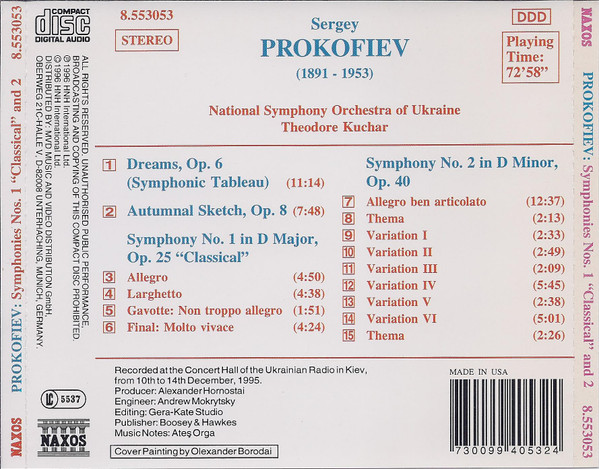 8.553053
PROKOFIEV: Symphonies Nos. 1 "Classical" and 2
NAXOS
COMPACT
disc
DIGITAL AUDIO
ALL RIGHTS RESERVED. UNAUTHORISED PUBLIC PERFORMANCE,
BROADCASTING AND COPYING OF THIS COMPACT DISC PROHIBITED.
℗ 1996 HNH International Ltd.
© 1996 HNH International Ltd.
DISTRIBUTED BY: MVD MUSIC AND VIDEO DISTRIBUTION GmbH,
OBERWEG 21C-HALLE V, D-82008 UNTERHACHING, MUNICH, GERMANY.
LC 5537
NAXOS
8.553053
STEREO
Sergey
PROKOFIEV
(1891 - 1953)
DDD
Playing
Time:
72'58"
National Symphony Orchestra of Ukraine
Theodore Kuchar
1 Dreams, Op. 6
(Symphonic Tableau) (11:14)
2 Autumnal Sketch, Op. 8 (7:48)
Symphony No. 1 in D Major,
Op. 25 "Classical"
3 Allegro (4:50)
4 Larghetto (4:38)
5 Gavotte: Non troppo allegro (1:51)
6 Final: Molto vivace (4:24)
Symphony No. 2 in D Minor,
Op. 40
7 Allegro ben articolato (12:37)
8 Thema (2:13)
9 Variation I (2:33)
10 Variation II (2:49)
11 Variation III (2:09)
12 Variation IV (5:45)
13 Variation V (2:38)
14 Variation VI (5:01)
15 Thema (2:26)
Recorded at the Concert Hall of the Ukrainian Radio in Kiev,
from 10th to 14th December, 1995.
Producer: Alexander Hornostai
Engineer: Andrew Mokrytsky
Editing: Gera-Kate Studio
Publisher: Boosey & Hawkes
Music Notes: Ateş Orga
Cover Painting by Olexander Borodai
MADE IN USA
730099 405324
NAXOS
PROKOFIEV: Symphonies Nos. 1 "Classical" and 2
8.553053